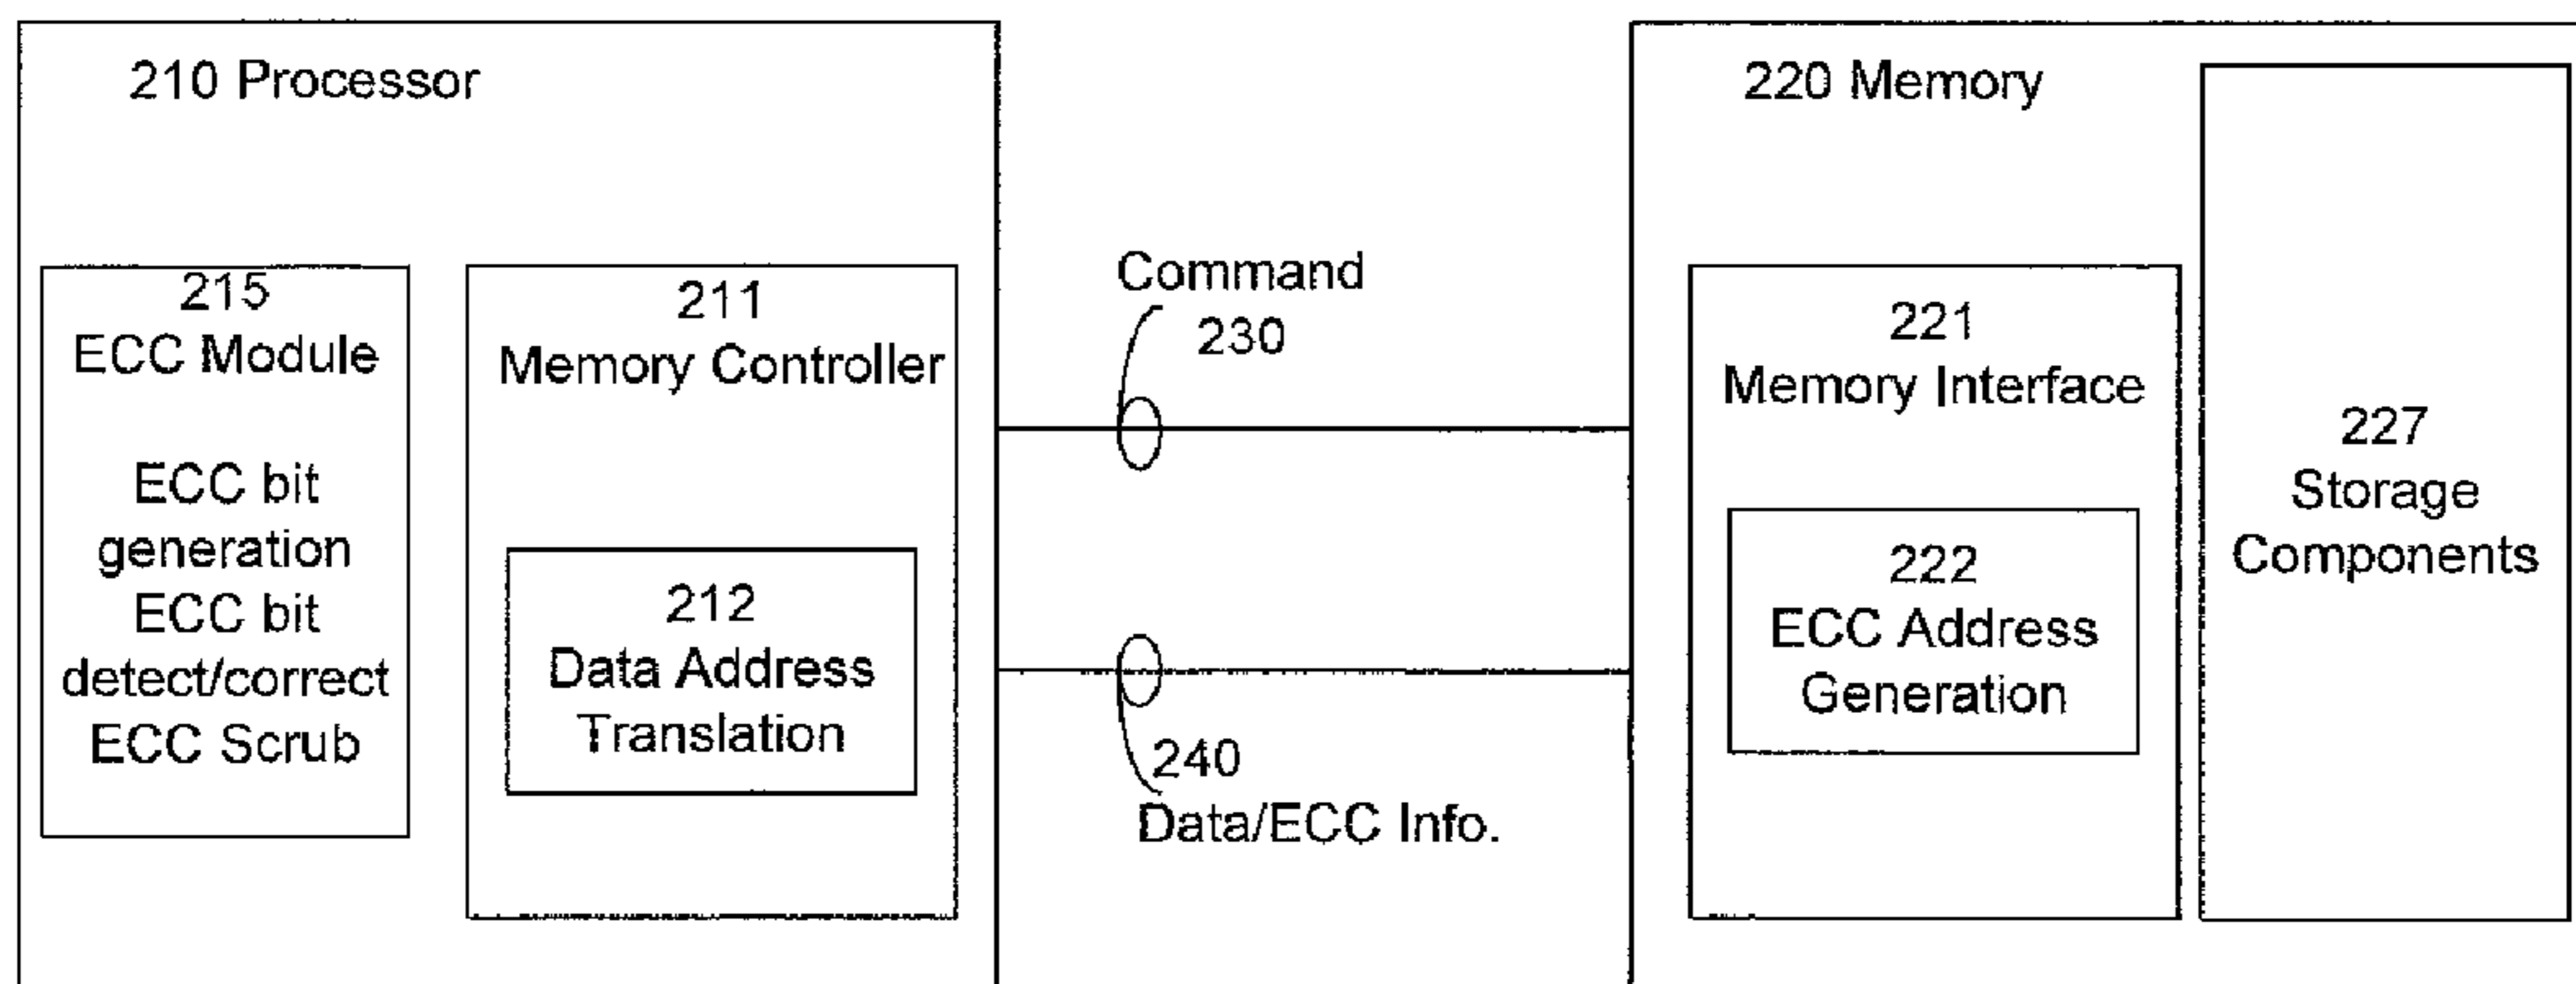 210 Processor
215
ECC Module
ECC bit
generation
ECC bit
detect/correct
ECC Scrub
211
Memory Controller
212
Data Address
Translation
Command
230
240
Data/ECC Info.
220 Memory
221
Memory Interface
222
ECC Address
Generation
227
Storage
Components